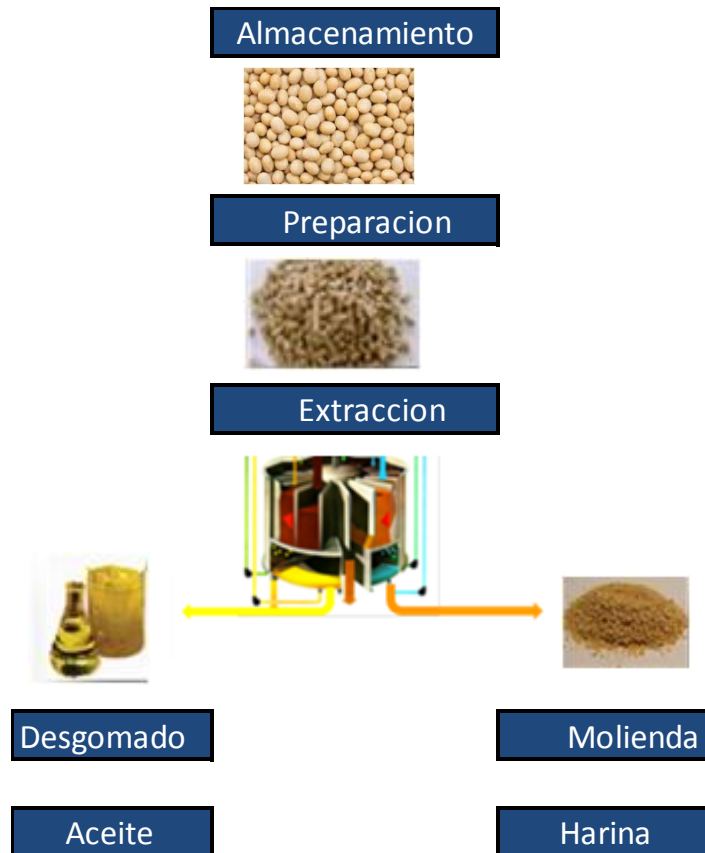 Almacenamiento
Preparacion
Extraccion
Desgomado
Molienda
Aceite
Harina